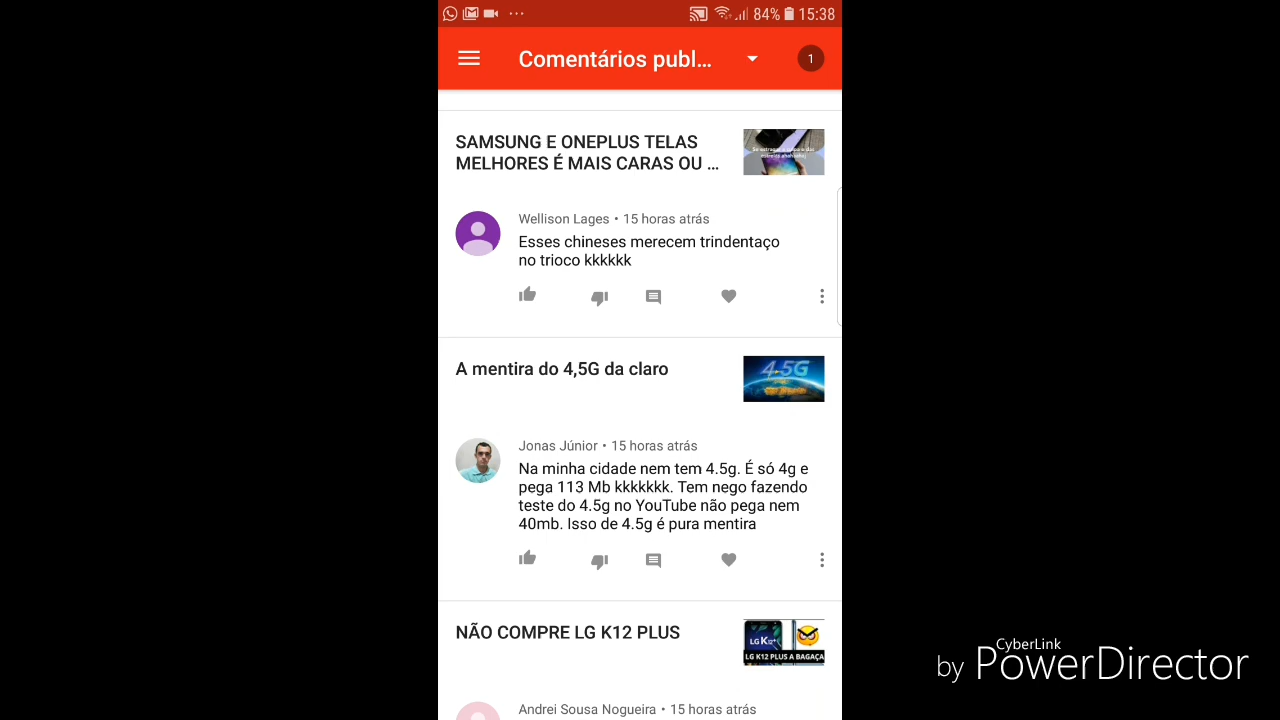 84% 15:38
Comentários publ... 1
SAMSUNG E ONEPLUS TELAS
MELHORES É MAIS CARAS OU ...
Wellison Lages • 15 horas atrás
Esses chineses merecem trindentaço
no trioco kkkkkk
A mentira do 4,5G da claro
4.5G
Jonas Júnior • 15 horas atrás
Na minha cidade nem tem 4.5g. É só 4g e
pega 113 Mb kkkkkkk. Tem nego fazendo
teste do 4.5g no YouTube não pega nem
40mb. Isso de 4.5g é pura mentira
NÃO COMPRE LG K12 PLUS
LG K12+
LG K12 PLUS A BAGAÇA
Andrei Sousa Nogueira • 15 horas atrás
CyberLink
by PowerDirector